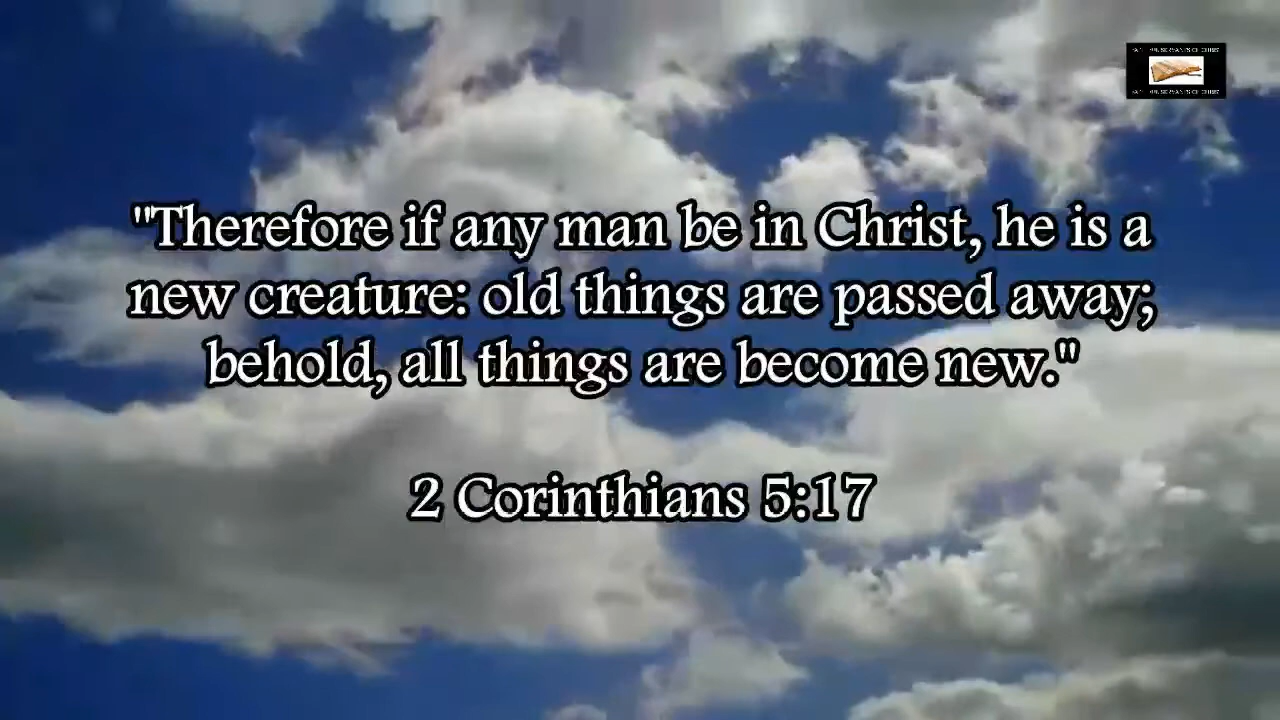 "Therefore if any man be in Christ, he is a
new creature: old things are passed away;
behold, all things are become new."
2 Corinthians 5:17